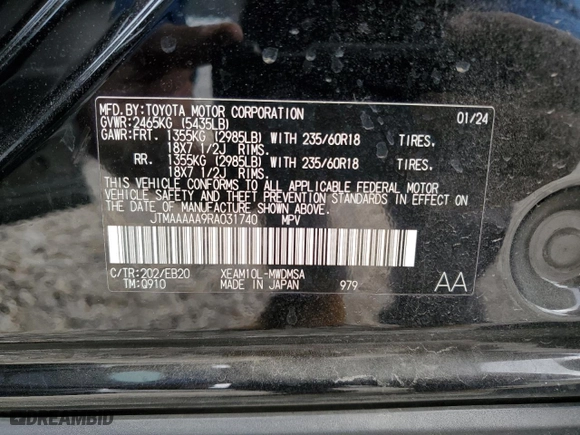 MFD.BY:TOYOTA MOTOR CORPORATION 01/24
GVWR:2465KG (5435LB)
GAWR:FRT. 1355KG (2985LB) WITH 235/60R18 TIRES.
18X7 1/2J RIMS.
RR. 1355KG (2985LB) WITH 235/60R18 TIRES.
18X7 1/2J RIMS.
THIS VEHICLE CONFORMS TO ALL APPLICABLE FEDERAL MOTOR
VEHICLE SAFETY AND THEFT PREVENTION STANDARDS IN EFFECT ON
THE DATE OF MANUFACTURE SHOWN ABOVE.
JTMAAAAA9RA031740 MPV
C/TR:202/EB20 XEAM10L-MWDMSA
TM:Q910 MADE IN JAPAN 979 AA
DREAMBID